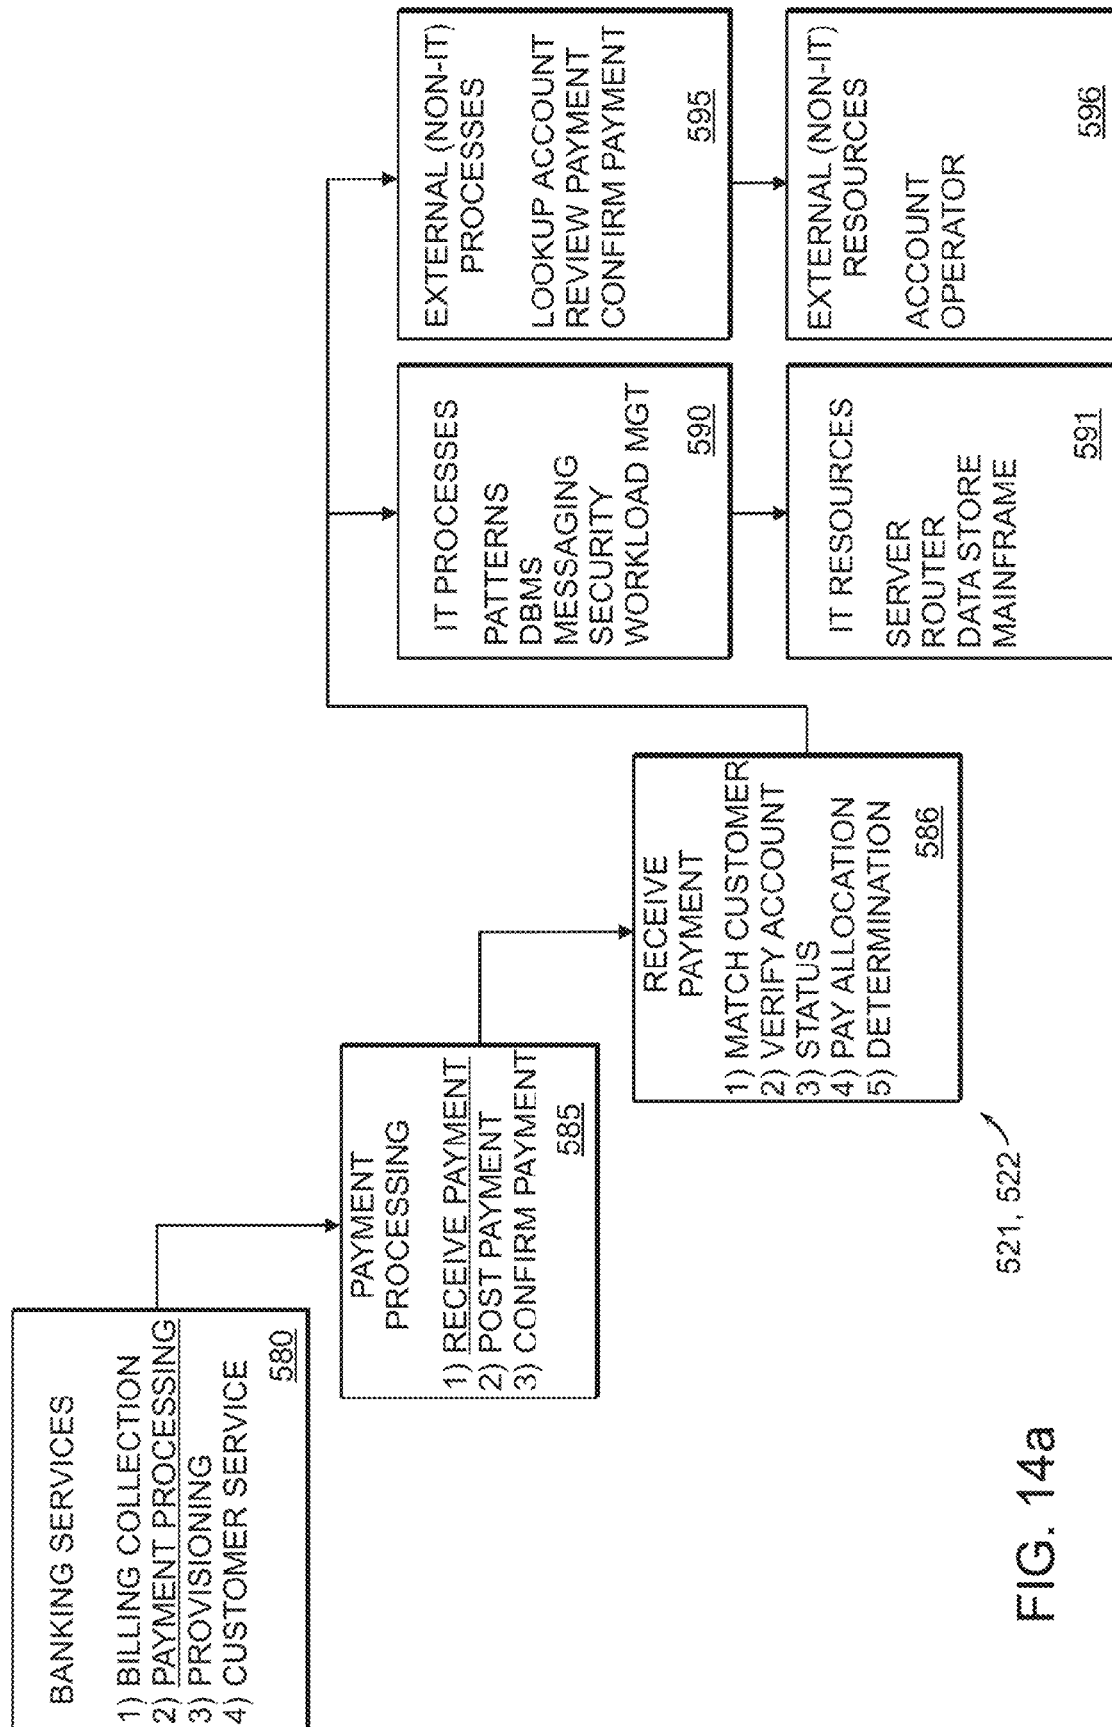 BANKING SERVICES
1) BILLING COLLECTION
2) PAYMENT PROCESSING
3) PROVISIONING
4) CUSTOMER SERVICE
580
PAYMENT
PROCESSING
1) RECEIVE PAYMENT
2) POST PAYMENT
3) CONFIRM PAYMENT
585
RECEIVE
PAYMENT
1) MATCH CUSTOMER
2) VERIFY ACCOUNT
3) STATUS
4) PAY ALLOCATION
5) DETERMINATION
586
521, 522
IT PROCESSES
PATTERNS
DBMS
MESSAGING
SECURITY
WORKLOAD MGT
590
EXTERNAL (NON-IT)
PROCESSES
LOOKUP ACCOUNT
REVIEW PAYMENT
CONFIRM PAYMENT
595
IT RESOURCES
SERVER
ROUTER
DATA STORE
MAINFRAME
591
EXTERNAL (NON-IT)
RESOURCES
ACCOUNT
OPERATOR
596
FIG. 14a